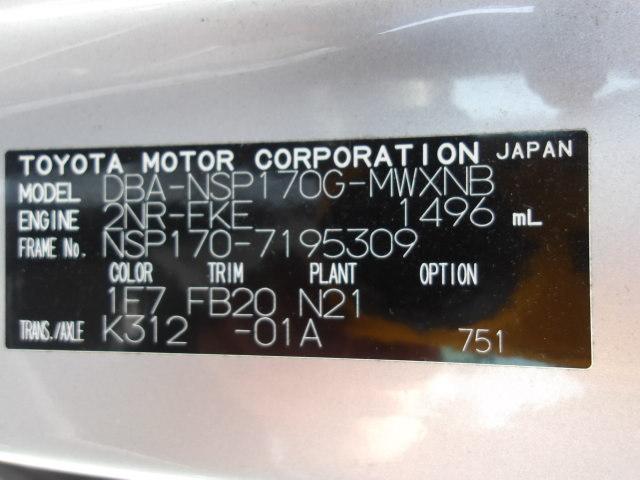 TOYOTA MOTOR CORPORATION JAPAN
MODEL DBA-NSP170G-MWXNB
ENGINE 2NR-FKE 1496 mL
FRAME No. NSP170-7195309
COLOR TRIM PLANT OPTION
1F7 FB20 N21
TRANS./AXLE K312 -01A 751